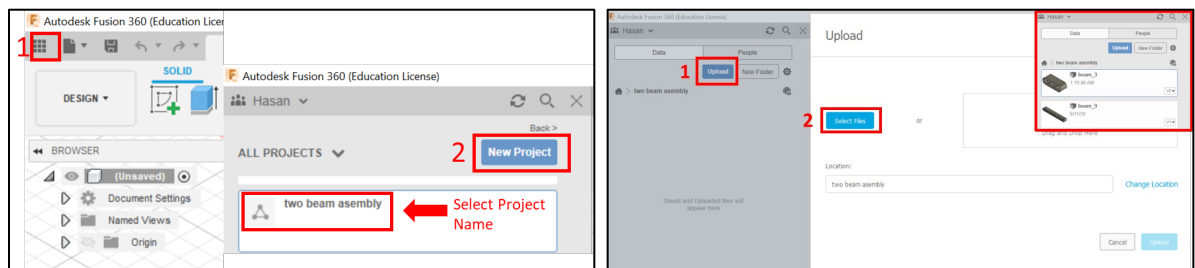 Autodesk Fusion 360 (Education Licen
1
SOLID
DESIGN
BROWSER
(Unsaved)
Document Settings
Named Views
Origin
Autodesk Fusion 360 (Education License)
Hasan
Back >
ALL PROJECTS
2
New Project
two beam asembly
Select Project
Name
Autodesk Fusion 360 (Education License)
Hasan
Data People
1
Upload New Folder
two beam asembly
Saved and Uploaded files will
appear here
Upload
2
Select Files
or
Drag and Drop Here
Location:
two beam asembly
Change Location
Cancel Upload
Hasan
Data People
Upload New Folder
two beam asembly
beam_3
V3
beam_9